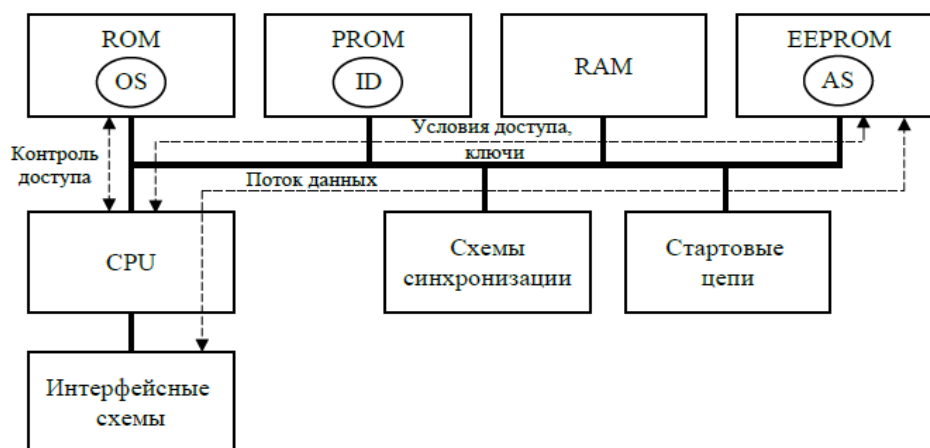 ROM
OS
PROM
ID
RAM
EEPROM
AS
Контроль
доступа
Условия доступа,
ключи
Поток данных
CPU
Схемы
синхронизации
Стартовые
цепи
Интерфейсные
схемы